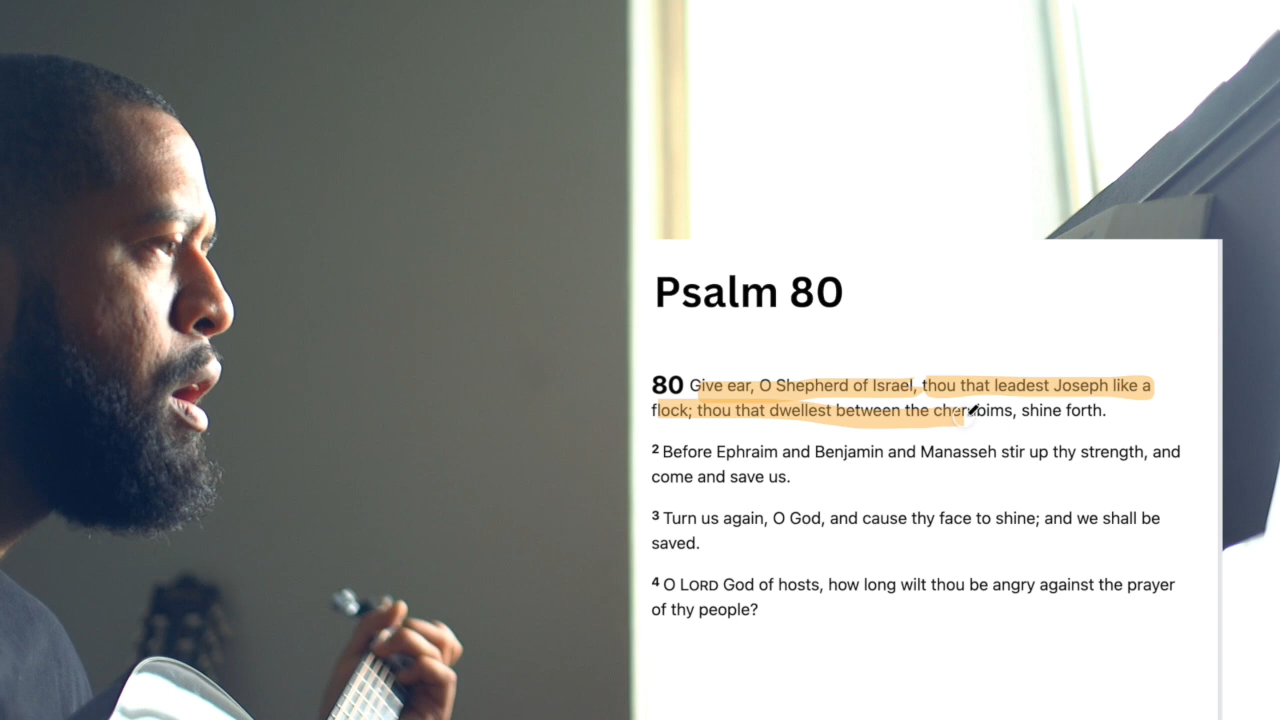 Psalm 80
80 Give ear, O Shepherd of Israel, thou that leadest Joseph like a
flock; thou that dwellest between the cherubims, shine forth.
2 Before Ephraim and Benjamin and Manasseh stir up thy strength, and
come and save us.
3 Turn us again, O God, and cause thy face to shine; and we shall be
saved.
4 O LORD God of hosts, how long wilt thou be angry against the prayer
of thy people?